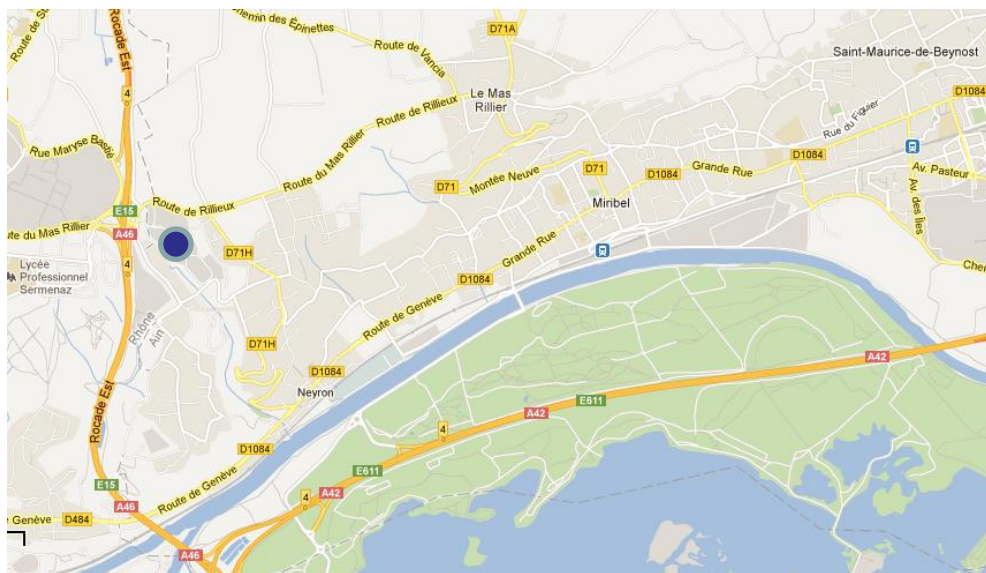 Route de
Rocade Est
Chemin des Épinettes
D71A
Route de Vancia
Saint-Maurice-de-Beynost
4
Le Mas
Rillier
D1084
Route de Rillieux
Rue du Figuier
Rue Maryse Bastié
D1084
Route du Mas Rillier
Grande Rue
D71
Montée Neuve
D71
D1084
Av. Pasteur
Av. des Îles
Miribel
Route de Rillieux
E15
te du Mas Rillier
A46
Grande Rue
D71H
Lycée
Professionnel
Sermenaz
4
D1084
Che
Route de Genève
Rhône
Ain
D71H
A42
D1084
Rocade Est
Neyron
E611
A42
4
D1084
E611
Route de Genève
E15
A42
4
A46
e Genève
D484
A46